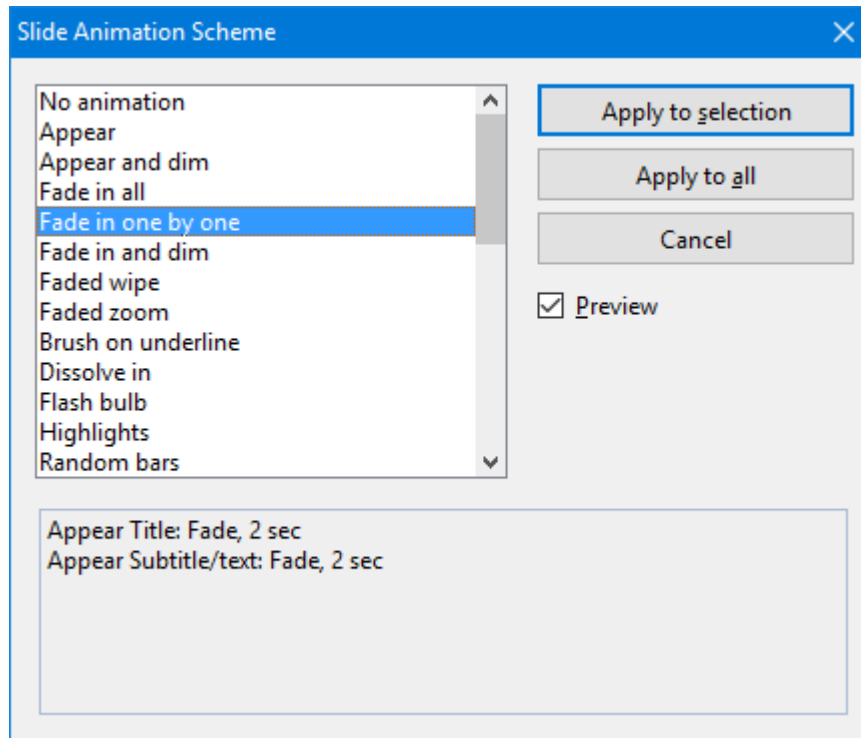 Slide Animation Scheme
No animation
Appear
Appear and dim
Fade in all
Fade in one by one
Fade in and dim
Faded wipe
Faded zoom
Brush on underline
Dissolve in
Flash bulb
Highlights
Random bars
Apply to selection
Apply to all
Cancel
Preview
Appear Title: Fade, 2 sec
Appear Subtitle/text: Fade, 2 sec